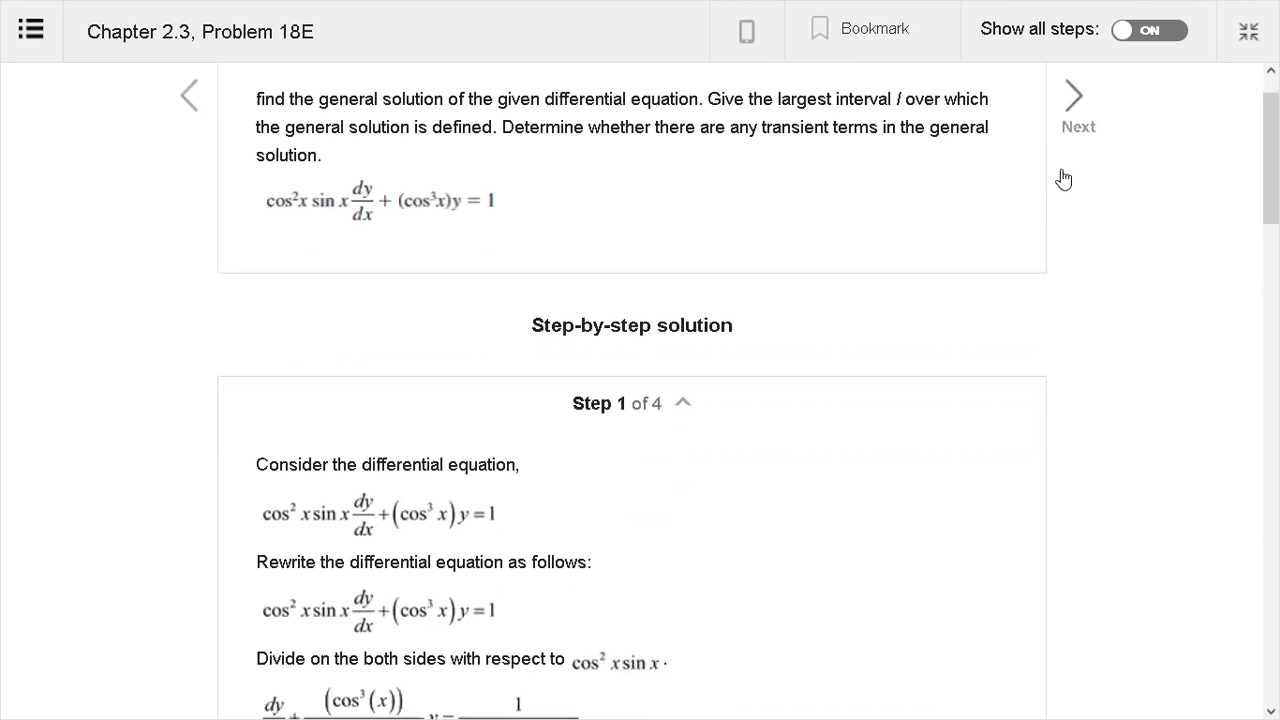 Chapter 2.3, Problem 18E
Bookmark
Show all steps: ON
find the general solution of the given differential equation. Give the largest interval I over which
the general solution is defined. Determine whether there are any transient terms in the general
solution.
cos²x sin x dy/dx + (cos³x)y = 1
Next
Step-by-step solution
Step 1 of 4
Consider the differential equation,
cos² x sin x dy/dx + (cos³ x) y = 1
Rewrite the differential equation as follows:
cos² x sin x dy/dx + (cos³ x) y = 1
Divide on the both sides with respect to cos² x sin x.
dy + (cos³ (x)) y = 1